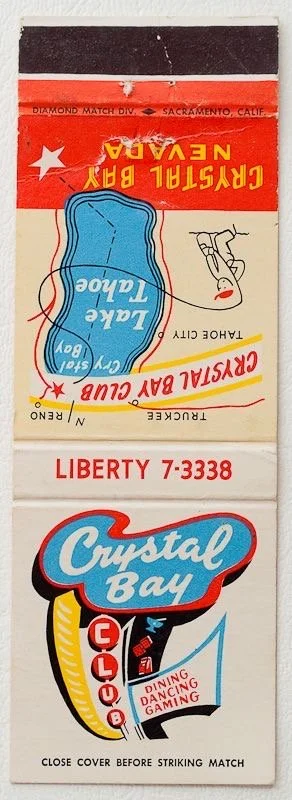 DIAMOND MATCH DIV. SACRAMENTO, CALIF.
CRYSTAL BAY
NEVADA
Lake
Tahoe
TAHOE CITY
Crystal
Bay
CRYSTAL BAY CLUB
TRUCKEE
N
RENO
LIBERTY 7-3338
Crystal
Bay
CLUB
DINING
DANCING
GAMING
CLOSE COVER BEFORE STRIKING MATCH